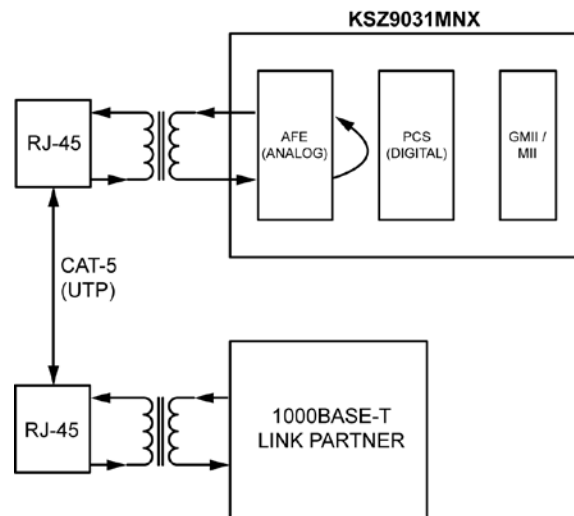 KSZ9031MNX
RJ-45
AFE
(ANALOG)
PCS
(DIGITAL)
GMII /
MII
CAT-5
(UTP)
RJ-45
1000BASE-T
LINK PARTNER